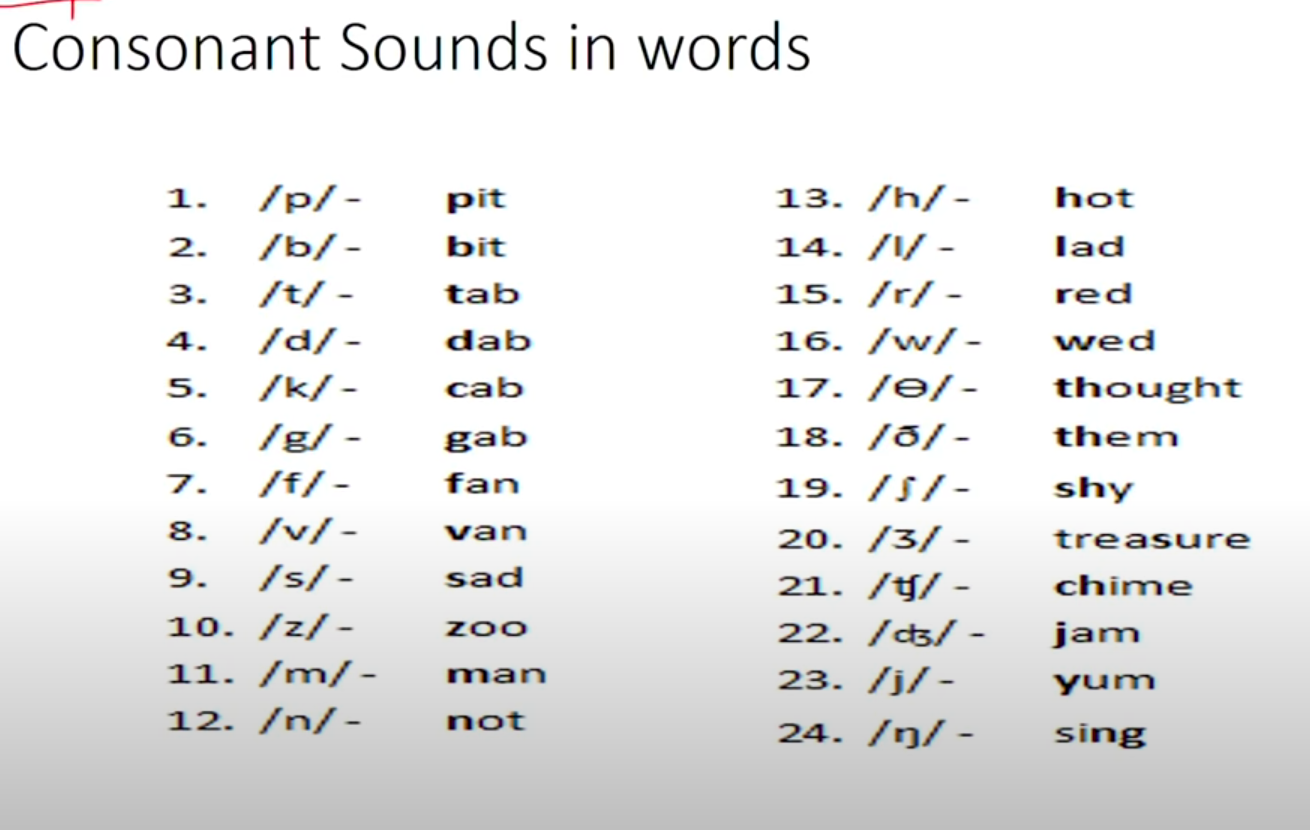 Consonant Sounds in words
1. /p/ - pit
2. /b/ - bit
3. /t/ - tab
4. /d/ - dab
5. /k/ - cab
6. /g/ - gab
7. /f/ - fan
8. /v/ - van
9. /s/ - sad
10. /z/ - zoo
11. /m/ - man
12. /n/ - not
13. /h/ - hot
14. /l/ - lad
15. /r/ - red
16. /w/ - wed
17. /ɵ/ - thought
18. /ð/ - them
19. /ʃ/ - shy
20. /ʒ/ - treasure
21. /ʧ/ - chime
22. /ʤ/ - jam
23. /j/ - yum
24. /ŋ/ - sing